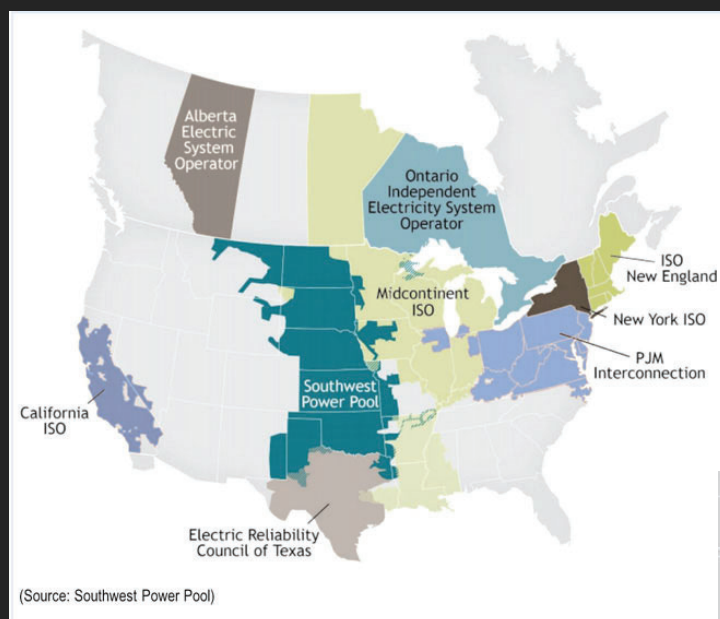 Alberta
Electric
System
Operator
Ontario
Independent
Electricity System
Operator
ISO
New England
Midcontinent
ISO
New York ISO
PJM
Interconnection
Southwest
Power Pool
California
ISO
Electric Reliability
Council of Texas
(Source: Southwest Power Pool)